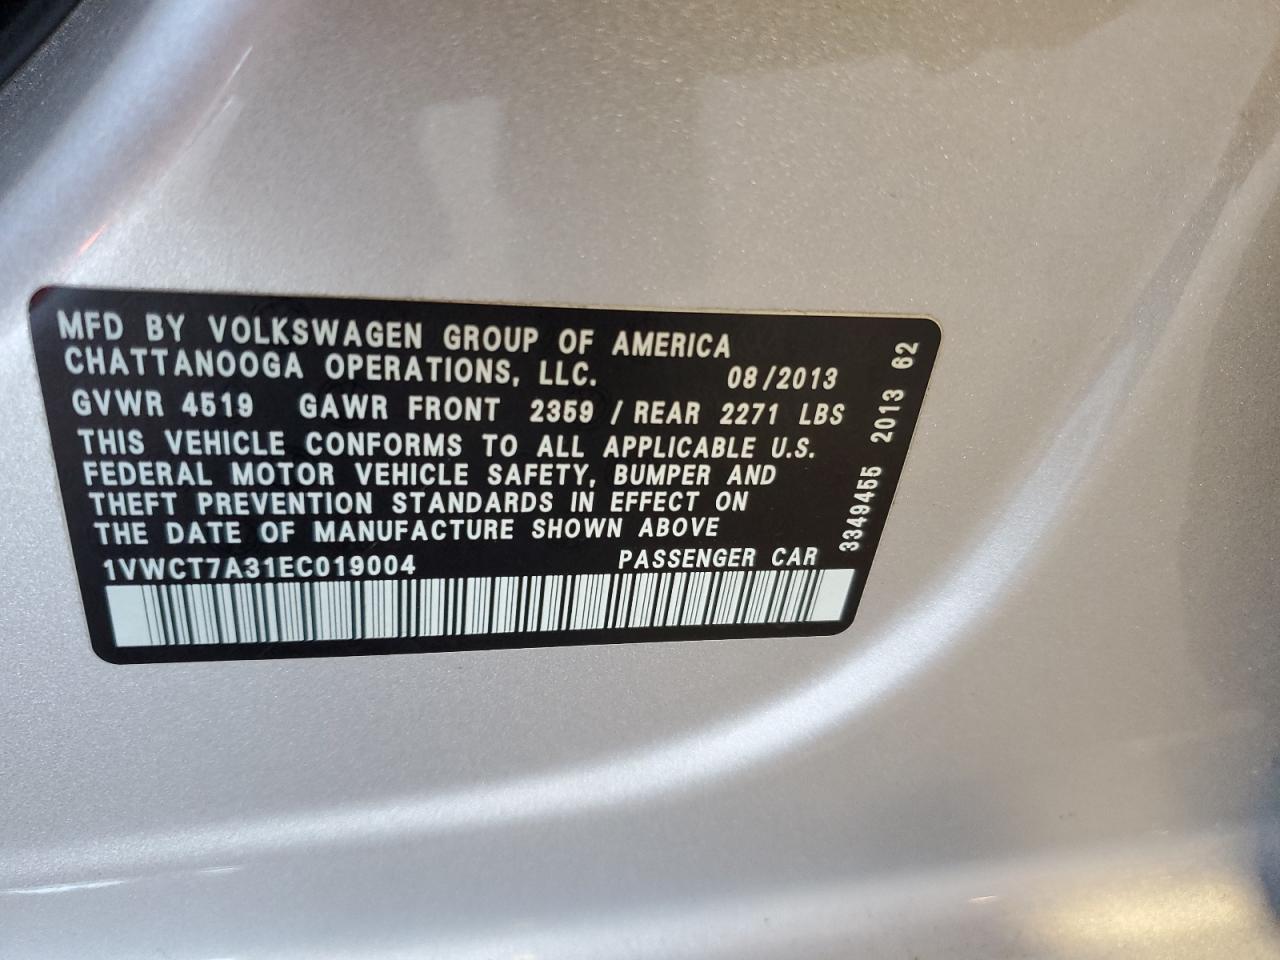 MFD BY VOLKSWAGEN GROUP OF AMERICA
CHATTANOOGA OPERATIONS, LLC. 08/2013
GVWR 4519 GAWR FRONT 2359 / REAR 2271 LBS
THIS VEHICLE CONFORMS TO ALL APPLICABLE U.S.
FEDERAL MOTOR VEHICLE SAFETY, BUMPER AND
THEFT PREVENTION STANDARDS IN EFFECT ON
THE DATE OF MANUFACTURE SHOWN ABOVE
1VWCT7A31EC019004 PASSENGER CAR
3349455 2013 62